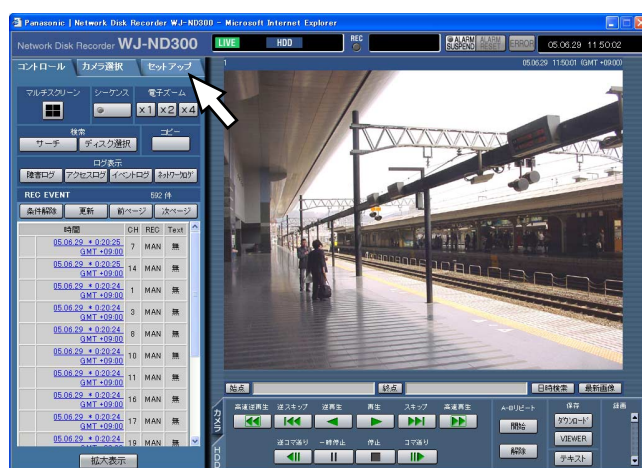 Panasonic | Network Disk Recorder WJ-ND300 - Microsoft Internet Explorer
Network Disk Recorder WJ-ND300
LIVE HDD REC ALARM SUSPEND ALARM RESET ERROR 05.06.29 11:50:02
コントロール カメラ選択 セットアップ
1 05.06.29 11:50:01 (GMT +09:00)
マルチスクリーン シーケンス 電子ズーム
x1 x2 x4
検索 コピー
サーチ ディスク選択
ログ表示
障害ログ アクセスログ イベントログ ネットワークログ
REC EVENT 592 件
条件解除 更新 前ページ 次ページ
時間 CH REC Text
05.06.29 * 0:20:25 GMT +09:00 7 MAN 無
05.06.29 * 0:20:25 GMT +09:00 14 MAN 無
05.06.29 * 0:20:24 GMT +09:00 1 MAN 無
05.06.29 * 0:20:24 GMT +09:00 3 MAN 無
05.06.29 * 0:20:24 GMT +09:00 8 MAN 無
05.06.29 * 0:20:24 GMT +09:00 10 MAN 無
05.06.29 * 0:20:24 GMT +09:00 11 MAN 無
05.06.29 * 0:20:24 GMT +09:00 16 MAN 無
05.06.29 * 0:20:24 GMT +09:00 17 MAN 無
05.06.29 * 0:20:24 19 MAN 無
拡大表示
始点 終点 日時検索 最新画像
カメラ
HDD
高速逆再生 逆スキップ 逆再生 再生 スキップ 高速再生
逆コマ送り 一時停止 停止 コマ送り
A-Bリピート
開始
解除
保存
ダウンロード
VIEWER
テキスト
録画